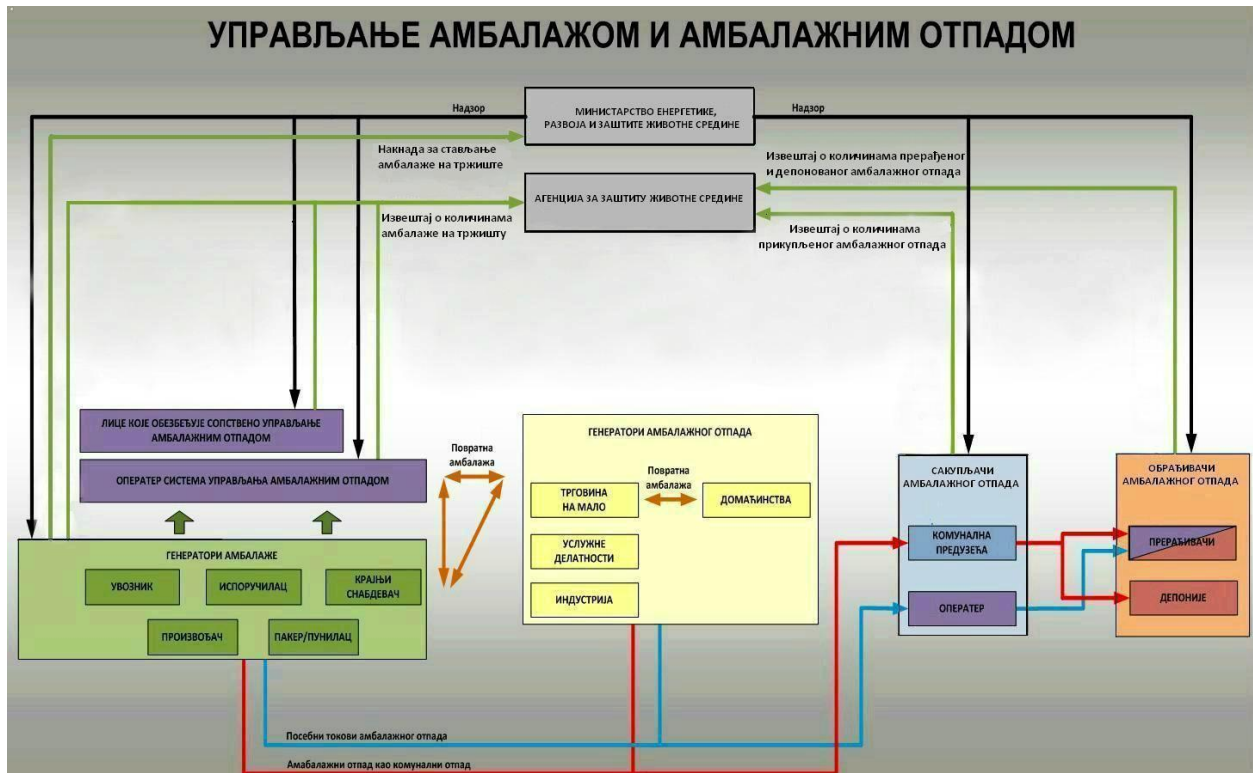 УПРАВЉАЊЕ АМБАЛАЖОМ И АМБАЛАЖНИМ ОТПАДОМ
Надзор
МИНИСТАРСТВО ЕНЕРГЕТИКЕ,
РАЗВОЈА И ЗАШТИТЕ ЖИВОТНЕ СРЕДИНЕ
Надзор
Накнада за стављање
амбалаже на тржиште
Извештај о количинама прерађеног
и депонованог амбалажног отпада
АГЕНЦИЈА ЗА ЗАШТИТУ ЖИВОТНЕ СРЕДИНЕ
Извештај о количинама
амбалаже на тржишту
Извештај о количинама
прикупљеног амбалажног отпада
ЛИЦЕ КОЈЕ ОБЕЗБЕЂУЈЕ СОПСТВЕНО УПРАВЉАЊЕ
АМБАЛАЖНИМ ОТПАДОМ
ОПЕРАТЕР СИСТЕМА УПРАВЉАЊА АМБАЛАЖНИМ ОТПАДОМ
Повратна
амбалажа
ГЕНЕРАТОРИ АМБАЛАЖЕ
УВОЗНИК
ИСПОРУЧИЛАЦ
КРАЈЊИ
СНАБДЕВАЧ
ПРОИЗВОЂАЧ
ПАКЕР/ПУНИЛАЦ
ГЕНЕРАТОРИ АМБАЛАЖНОГ ОТПАДА
ТРГОВИНА
НА МАЛО
Повратна
амбалажа
ДОМАЋИНСТВА
УСЛУЖНЕ
ДЕЛАТНОСТИ
ИНДУСТРИЈА
САКУПЉАЧИ
АМБАЛАЖНОГ ОТПАДА
КОМУНАЛНА
ПРЕДУЗЕЋА
ОПЕРАТЕР
ОБРАЂИВАЧИ
АМБАЛАЖНОГ ОТПАДА
ПРЕРАЂИВАЧИ
ДЕПОНИЈЕ
Посебни токови амбалажног отпада
Амабалажни отпад као комунални отпад